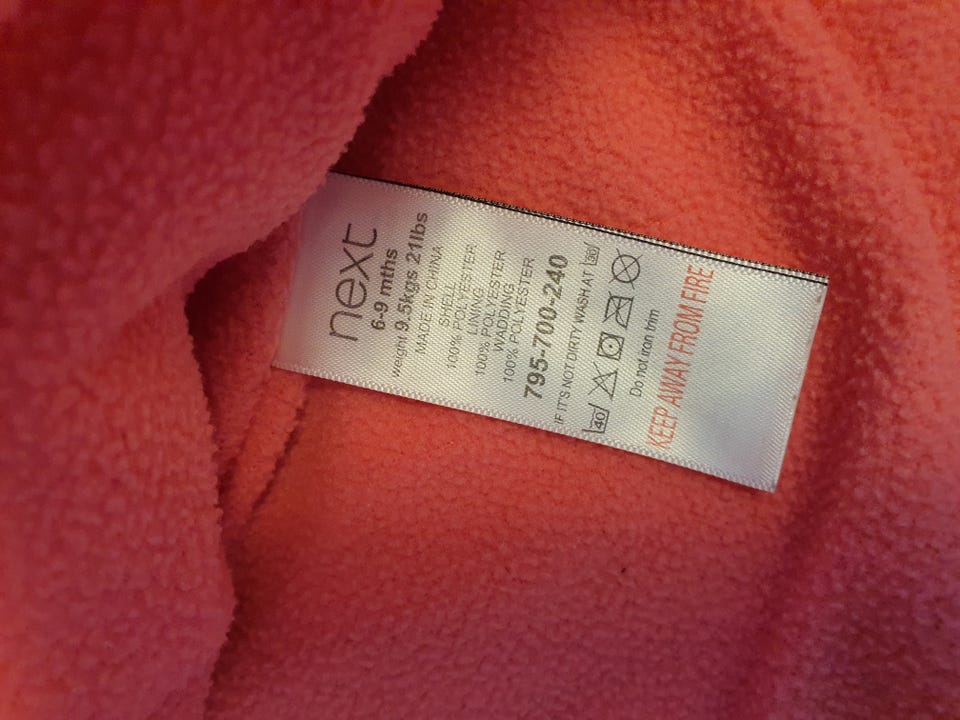 next
6-9 mths
weight 9.5kgs 21lbs
MADE IN CHINA
SHELL
100% POLYESTER
LINING
100% POLYESTER
WADDING
100% POLYESTER
795-700-240
IF IT'S NOT DIRTY WASH AT 30
40
Do not iron trim
KEEP AWAY FROM FIRE